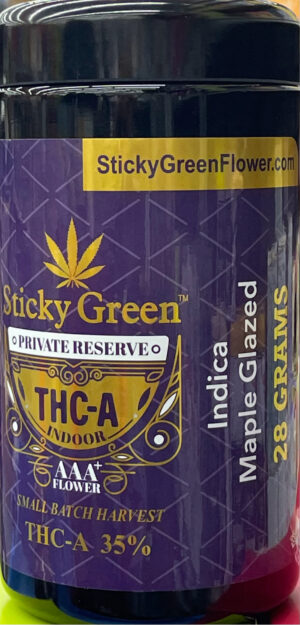 StickyGreenFlower.com
Sticky Green™
PRIVATE RESERVE
THC-A
INDOOR
AAA+
FLOWER
SMALL BATCH HARVEST
THC-A 35%
Indica
Maple Glazed
28 GRAMS